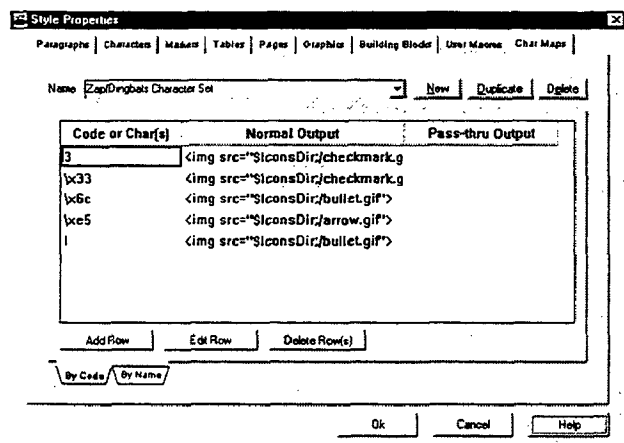 Style Properties
Paragraphs Characters Markers Tables Pages Graphics Building Blocks User Macros Char Maps
Name ZapfDingbats Character Set New Duplicate Delete
Code or Char(s) Normal Output Pass-thru Output
3 <img src="$IconsDir;/checkmark.g
\x33 <img src="$IconsDir;/checkmark.g
\x6c <img src="$IconsDir;/bullet.gif">
\xe5 <img src="$IconsDir;/arrow.gif">
l <img src="$IconsDir;/bullet.gif">
Add Row Edit Row Delete Row(s)
By Code By Name
Ok Cancel Help